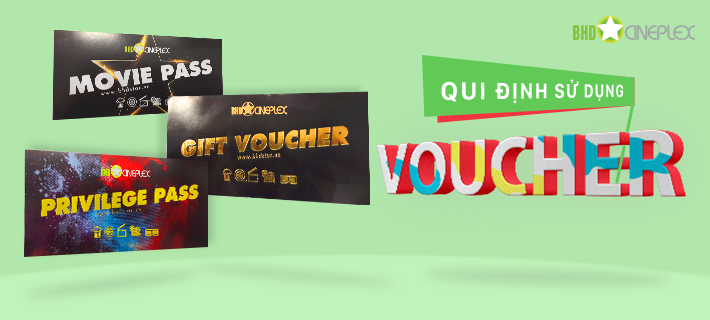 BHD CINEPLEX
MOVIE PASS
www.bhdstar.vn
BHD CINEPLEX
GIFT VOUCHER
www.bhdstar.vn
BHD CINEPLEX
PRIVILEGE PASS
BHD CINEPLEX
QUI ĐỊNH SỬ DỤNG
VOUCHER